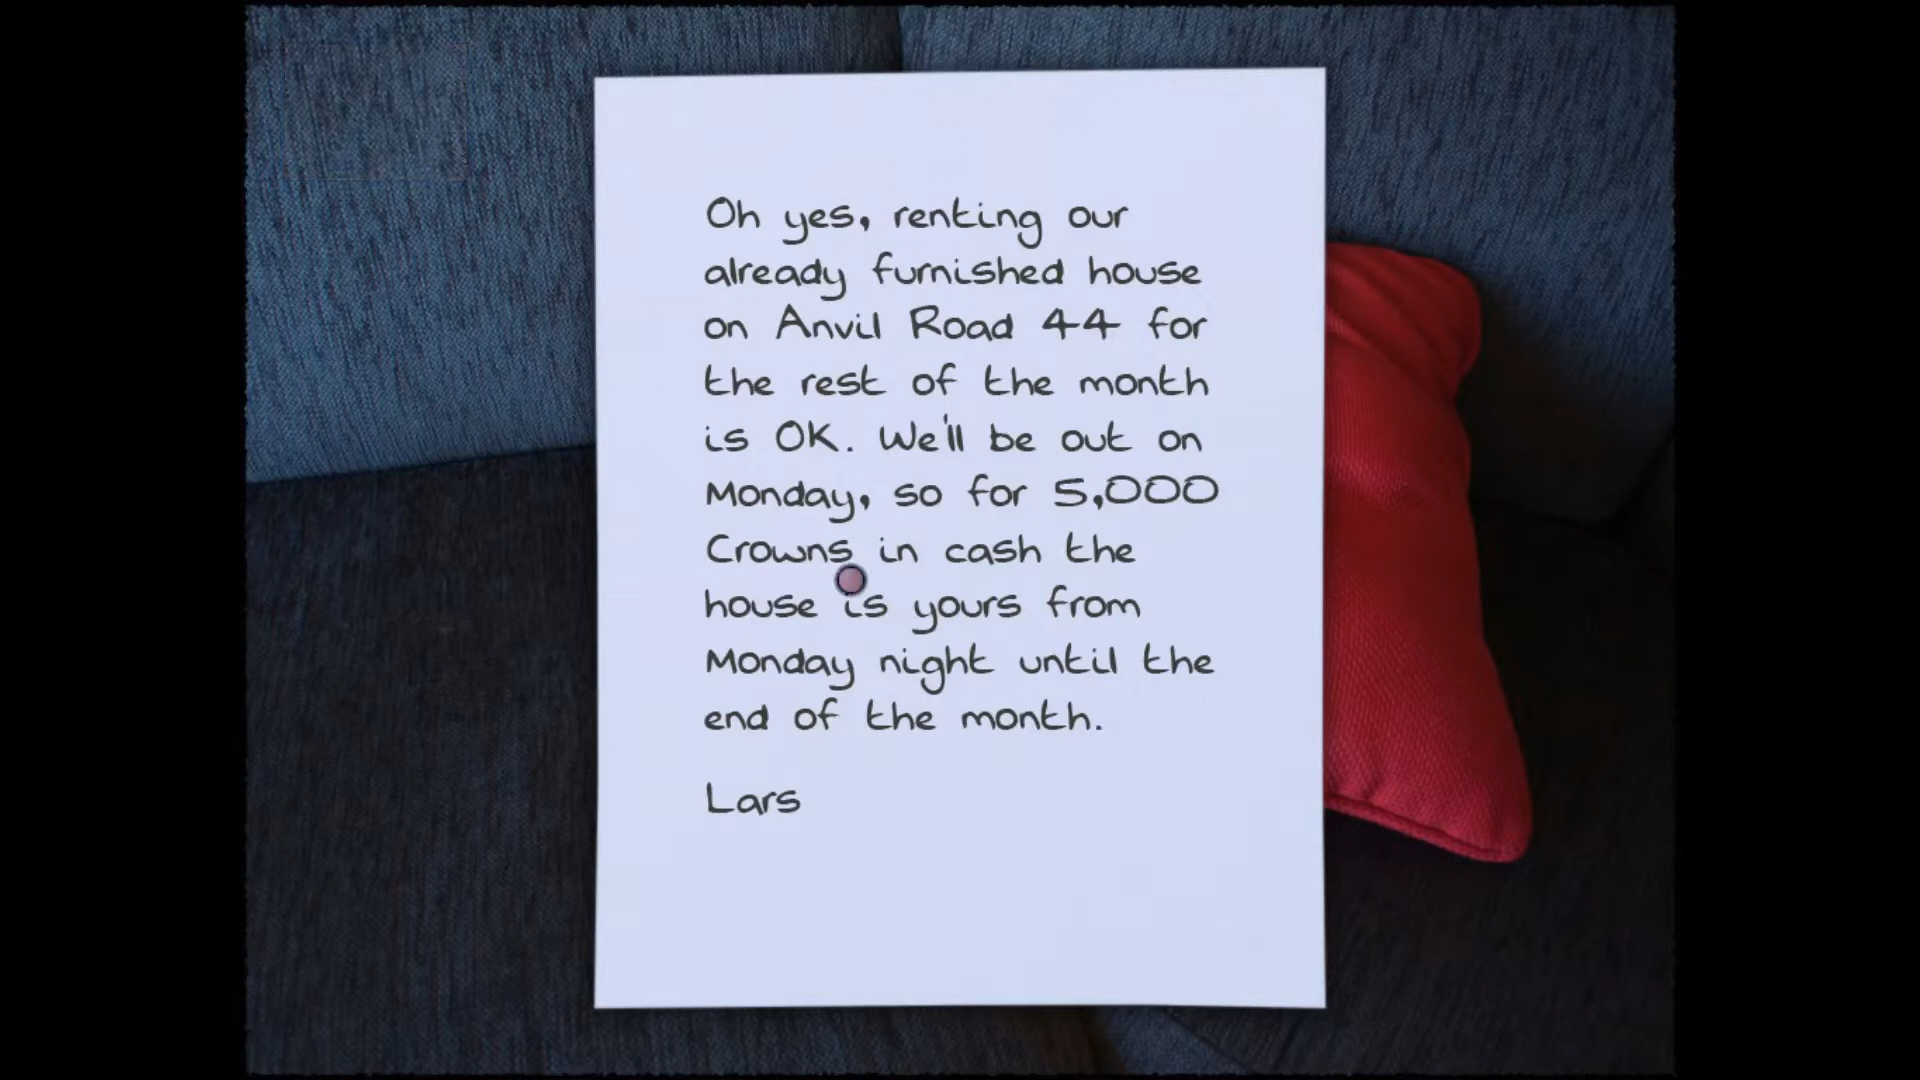 Oh yes, renting our
already furnished house
on Anvil Road 44 for
the rest of the month
is OK. We'll be out on
Monday, so for 5,000
Crowns in cash the
house is yours from
Monday night until the
end of the month.
Lars